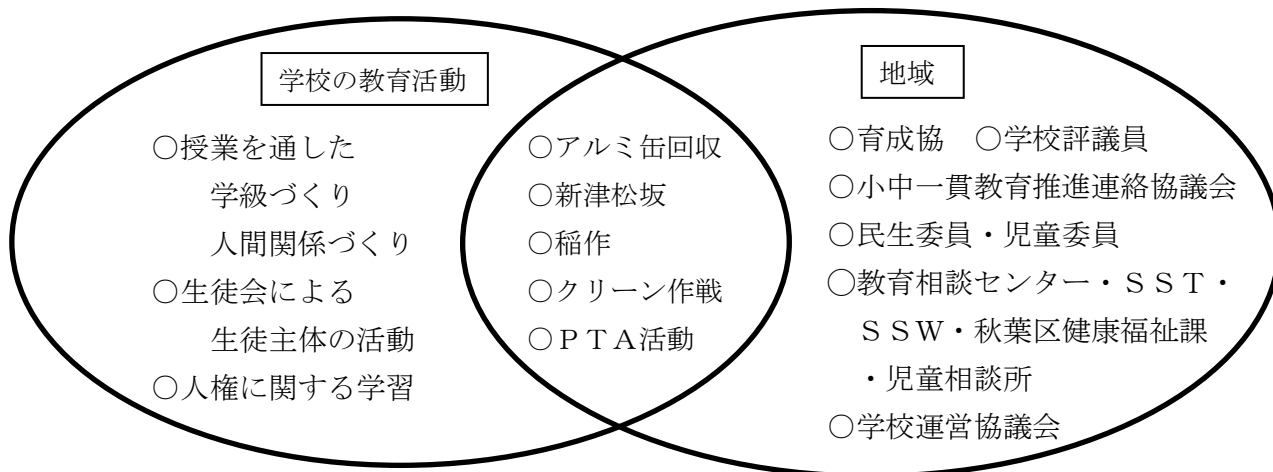 学校の教育活動
○授業を通した
学級づくり
人間関係づくり
○生徒会による
生徒主体の活動
○人権に関する学習
○アルミ缶回収
○新津松坂
○稲作
○クリーン作戦
○ＰＴＡ活動
地域
○育成協　○学校評議員
○小中一貫教育推進連絡協議会
○民生委員・児童委員
○教育相談センター・ＳＳＴ・
ＳＳＷ・秋葉区健康福祉課
・児童相談所
○学校運営協議会